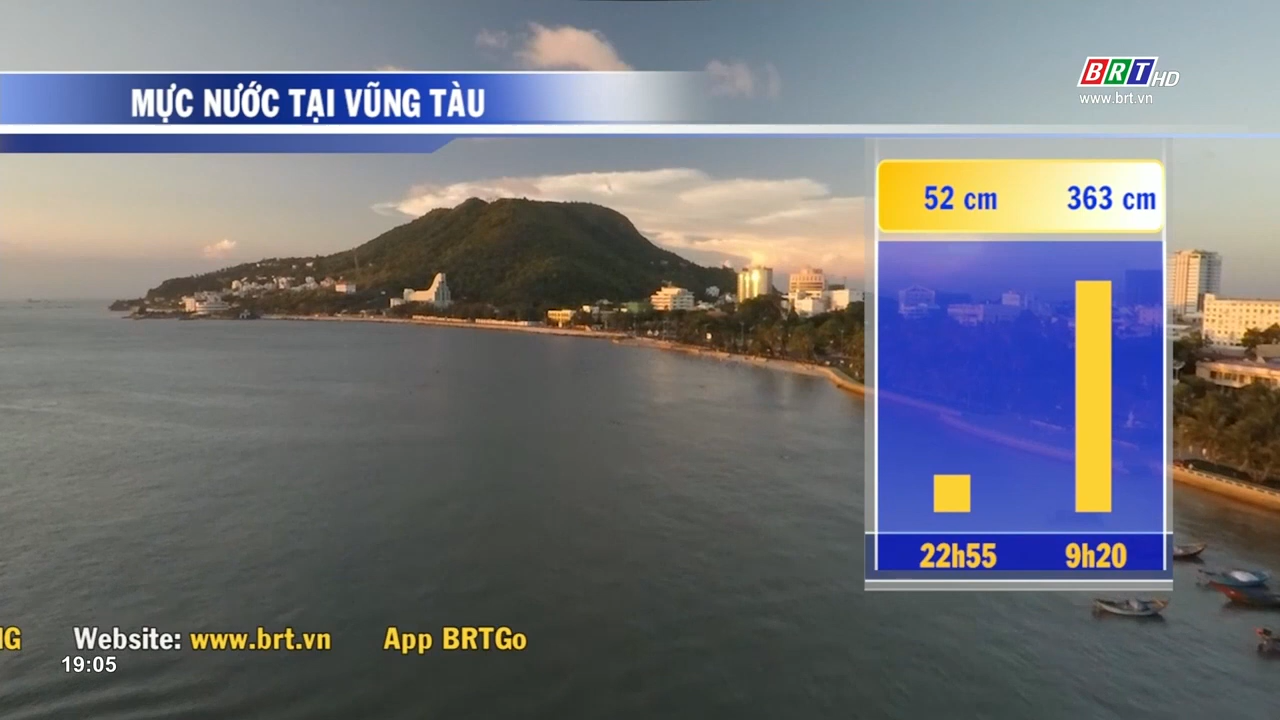 MỰC NƯỚC TẠI VŨNG TÀU
BRT HD
www.brt.vn
52 cm 363 cm
22h55 9h20
Website: www.brt.vn App BRTGo
19:05